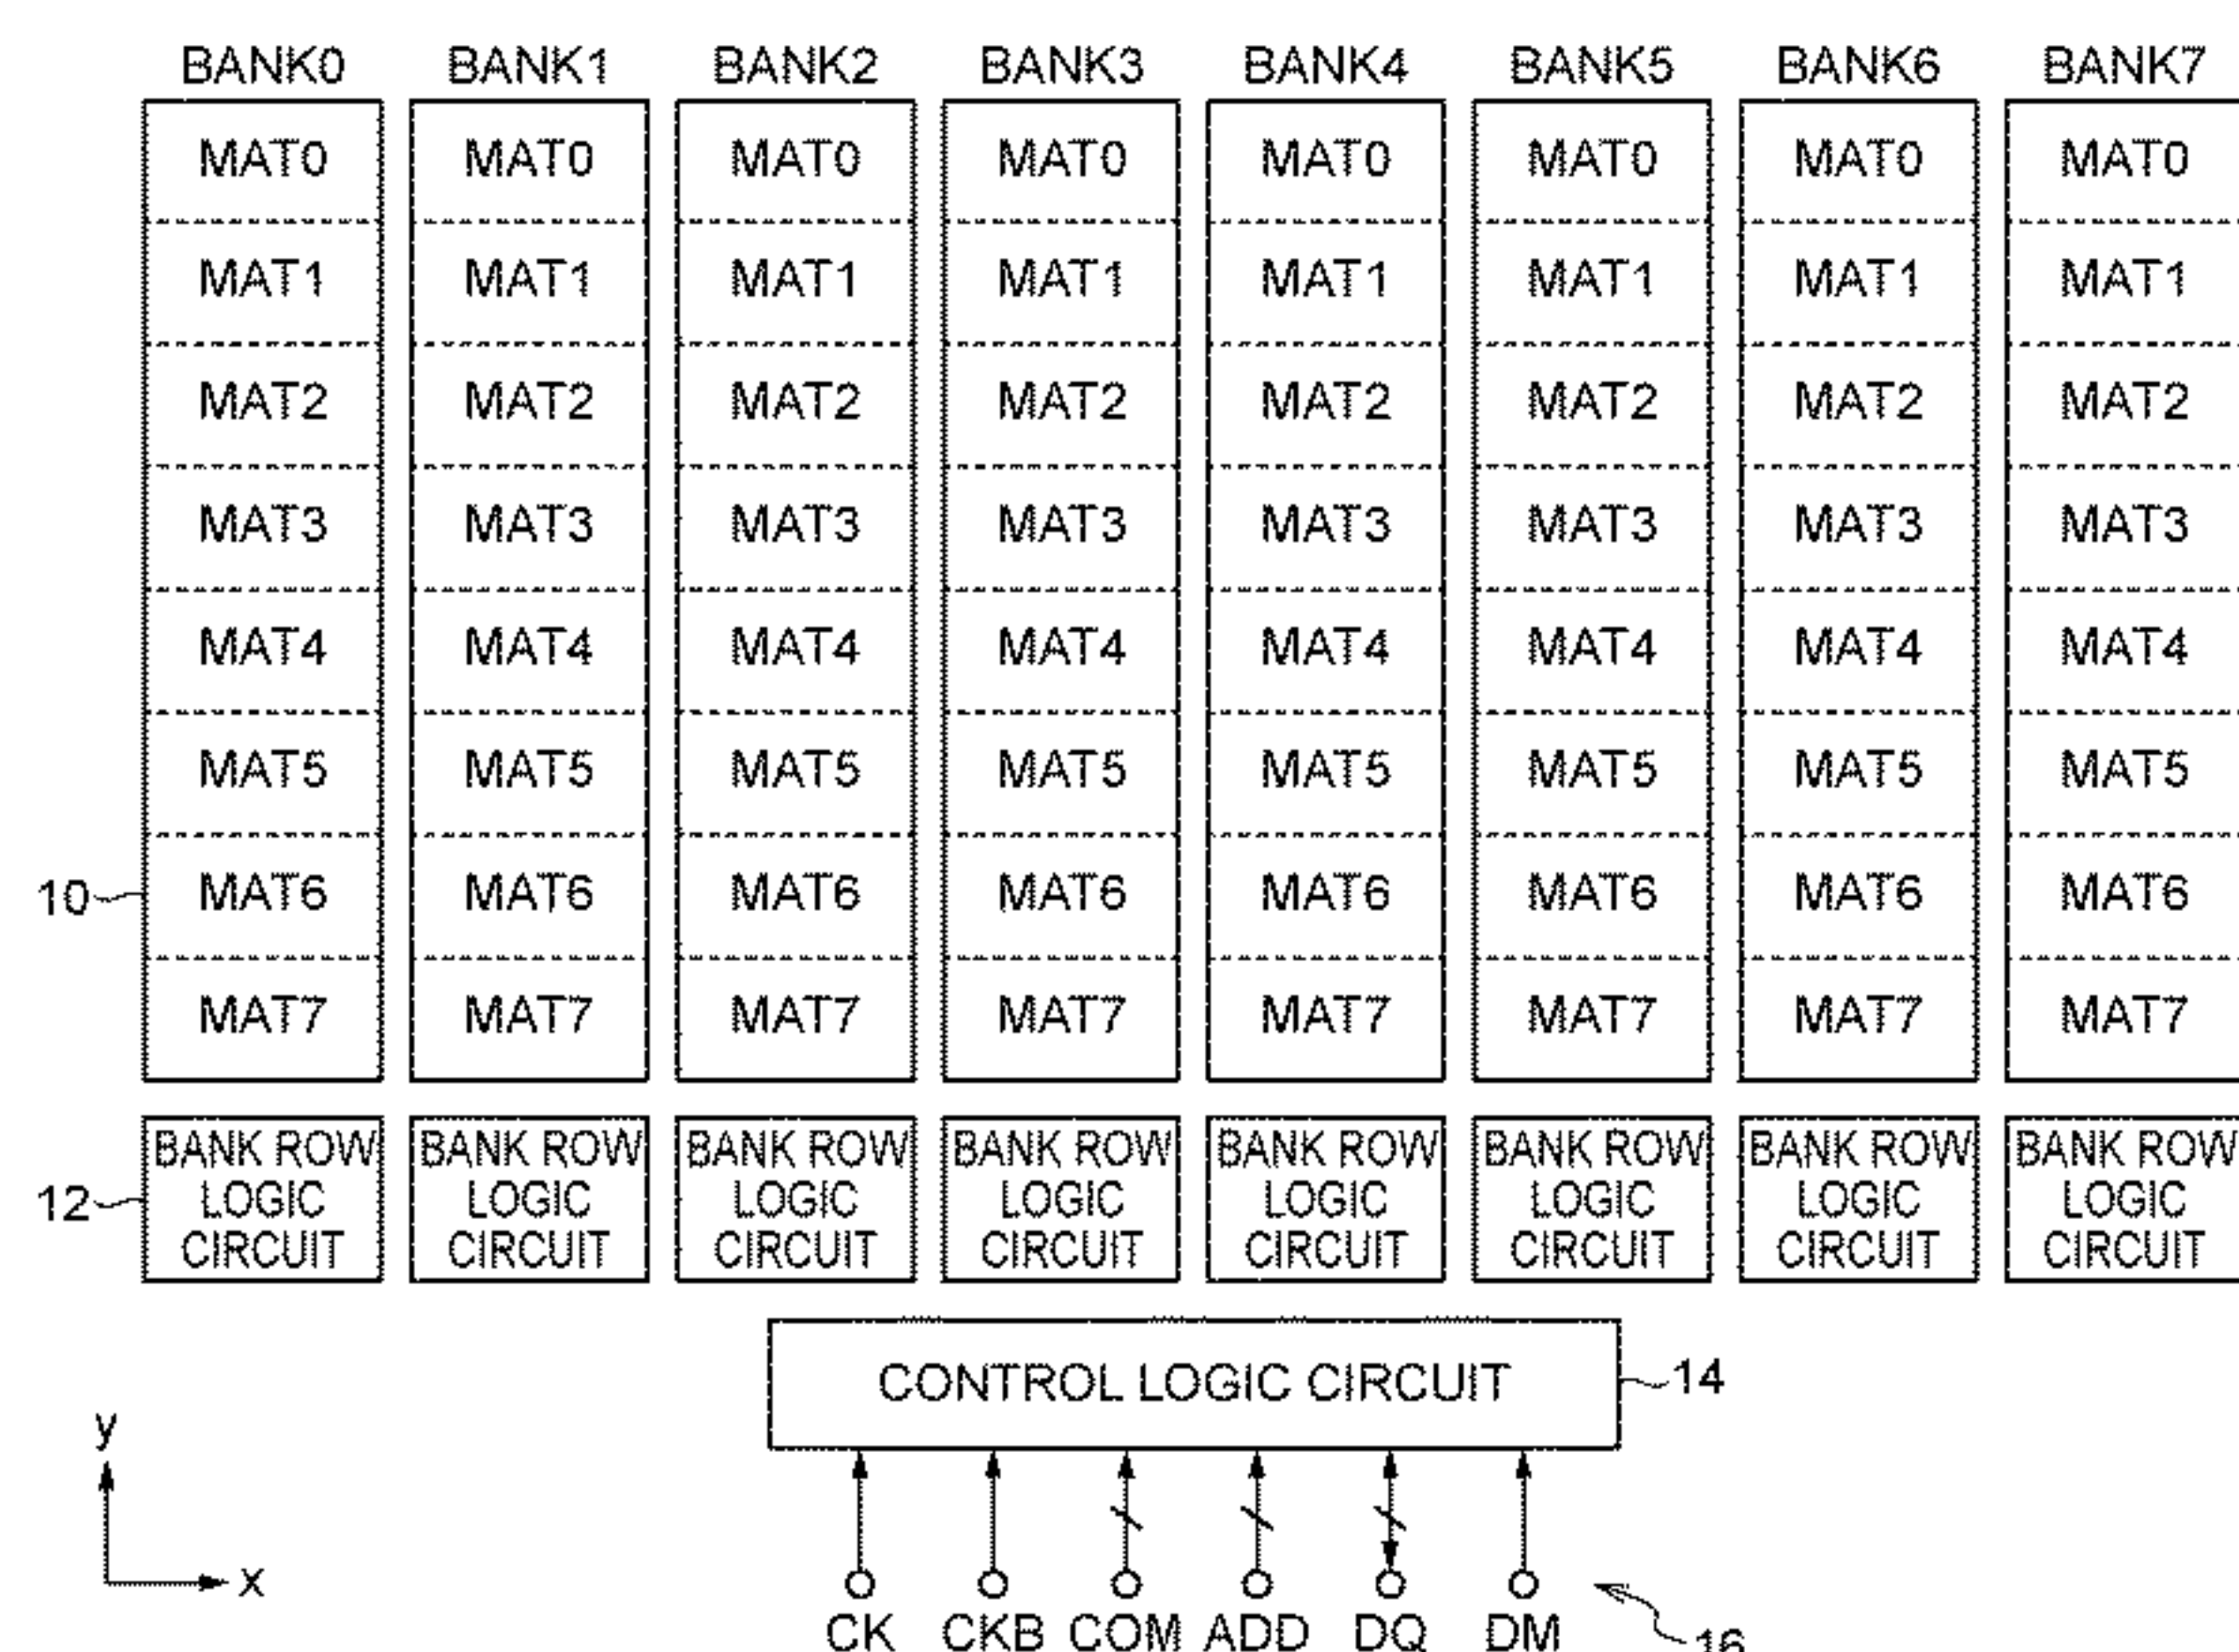 BANK0 BANK1 BANK2 BANK3 BANK4 BANK5 BANK6 BANK7
MAT0 MAT0 MAT0 MAT0 MAT0 MAT0 MAT0 MAT0
MAT1 MAT1 MAT1 MAT1 MAT1 MAT1 MAT1 MAT1
MAT2 MAT2 MAT2 MAT2 MAT2 MAT2 MAT2 MAT2
MAT3 MAT3 MAT3 MAT3 MAT3 MAT3 MAT3 MAT3
MAT4 MAT4 MAT4 MAT4 MAT4 MAT4 MAT4 MAT4
MAT5 MAT5 MAT5 MAT5 MAT5 MAT5 MAT5 MAT5
10 MAT6 MAT6 MAT6 MAT6 MAT6 MAT6 MAT6 MAT6
MAT7 MAT7 MAT7 MAT7 MAT7 MAT7 MAT7 MAT7
BANK ROW BANK ROW BANK ROW BANK ROW BANK ROW BANK ROW BANK ROW BANK ROW
12 LOGIC LOGIC LOGIC LOGIC LOGIC LOGIC LOGIC LOGIC
CIRCUIT CIRCUIT CIRCUIT CIRCUIT CIRCUIT CIRCUIT CIRCUIT CIRCUIT
CONTROL LOGIC CIRCUIT 14
y
x
CK CKB COM ADD DQ DM 16